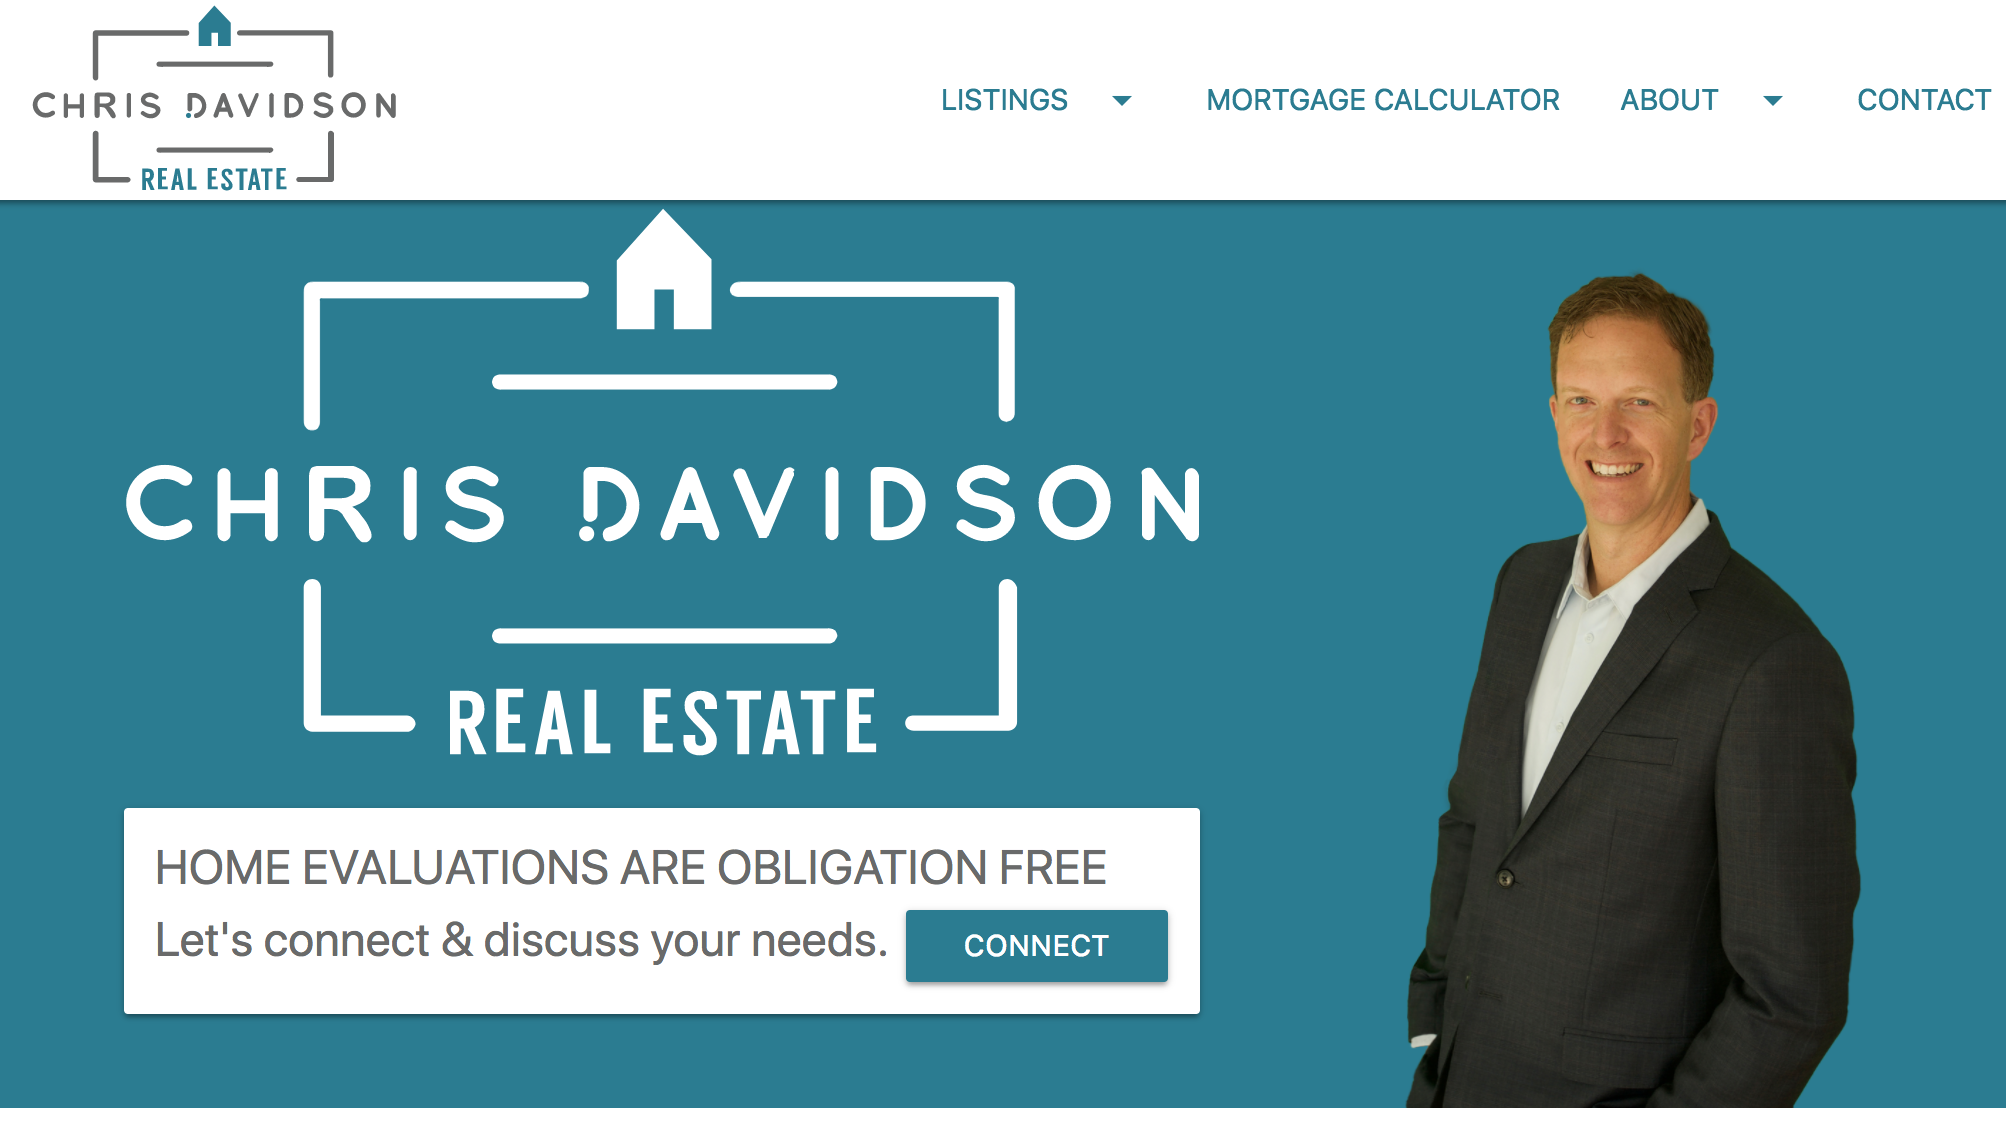 CHRIS DAVIDSON
REAL ESTATE
LISTINGS
MORTGAGE CALCULATOR
ABOUT
CONTACT
CHRIS DAVIDSON
REAL ESTATE
HOME EVALUATIONS ARE OBLIGATION FREE
Let's connect & discuss your needs.
CONNECT